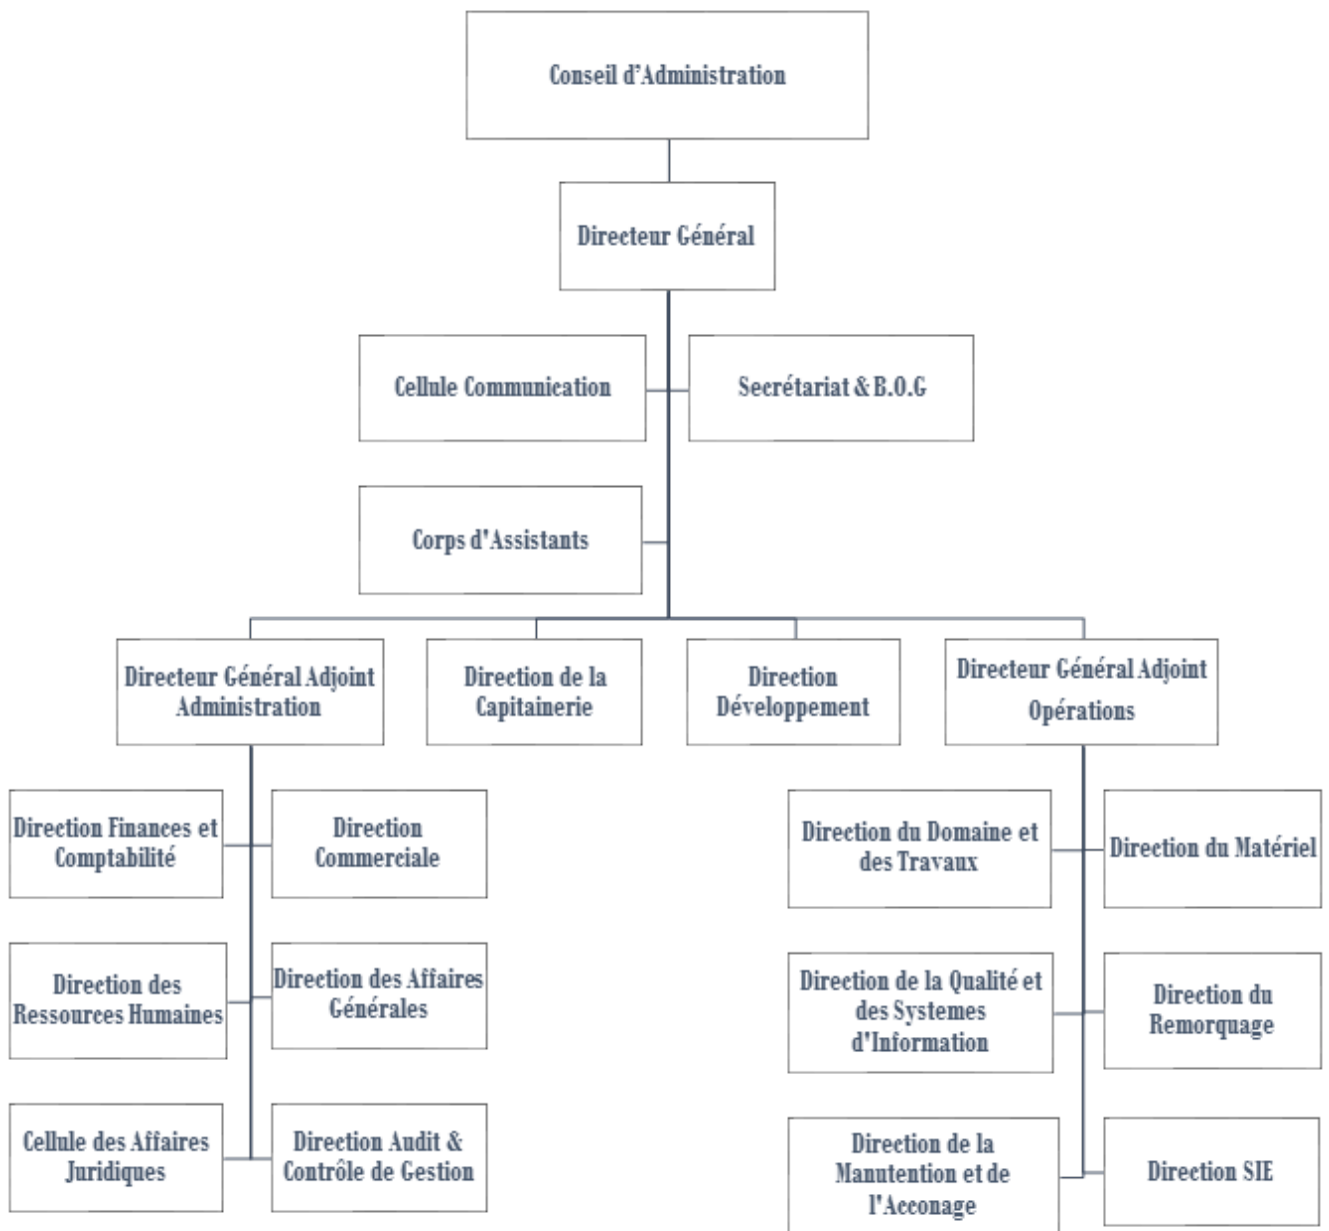 Conseil d'Administration
Directeur Général
Cellule Communication
Secrétariat & B.O.G
Corps d'Assistants
Directeur Général Adjoint
Administration
Direction de la
Capitainerie
Direction
Développement
Directeur Général Adjoint
Opérations
Direction Finances et
Comptabilité
Direction
Commerciale
Direction du Domaine et
des Travaux
Direction du Matériel
Direction des
Ressources Humaines
Direction des Affaires
Générales
Direction de la Qualité et
des Systemes
d'Information
Direction du
Remorquage
Cellule des Affaires
Juridiques
Direction Audit &
Contrôle de Gestion
Direction de la
Manutention et de
l'Acconage
Direction SIE